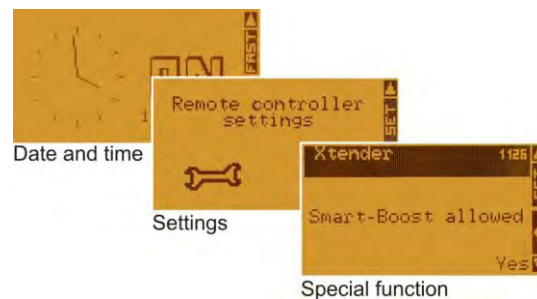 FAST
Date and time
Remote controller
settings
SET
Settings
Xtender 1126
Smart-Boost allowed
Yes
Special function